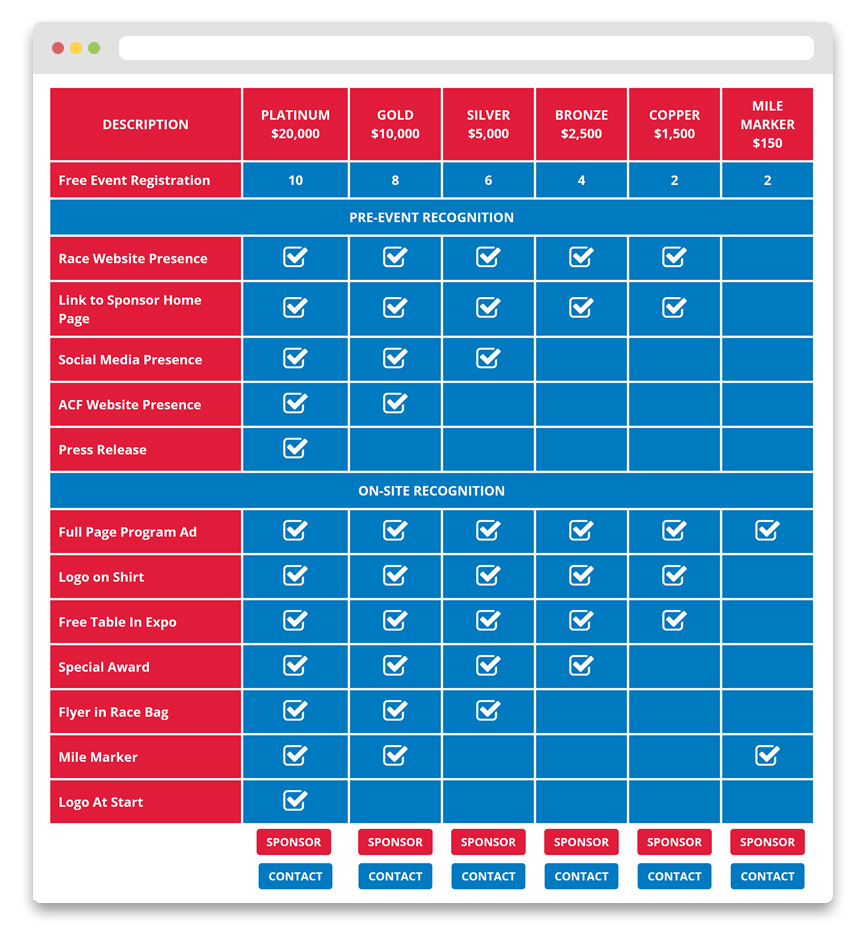 DESCRIPTION
PLATINUM
$20,000
GOLD
$10,000
SILVER
$5,000
BRONZE
$2,500
COPPER
$1,500
MILE
MARKER
$150
Free Event Registration 10 8 6 4 2 2
PRE-EVENT RECOGNITION
Race Website Presence
Link to Sponsor Home
Page
Social Media Presence
ACF Website Presence
Press Release
ON-SITE RECOGNITION
Full Page Program Ad
Logo on Shirt
Free Table In Expo
Special Award
Flyer in Race Bag
Mile Marker
Logo At Start
SPONSOR SPONSOR SPONSOR SPONSOR SPONSOR SPONSOR
CONTACT CONTACT CONTACT CONTACT CONTACT CONTACT